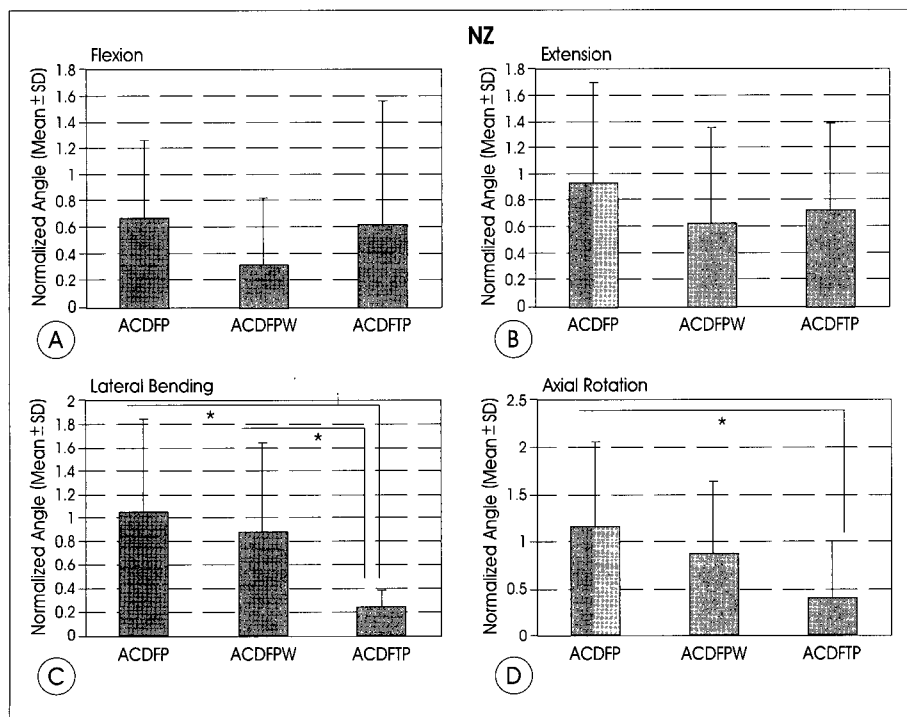 NZ
Flexion
Normalized Angle (Mean ± SD)
1.8
1.6
1.4
1.2
1
0.8
0.6
0.4
0.2
0
ACDFP ACDFPW ACDFTP
A
Extension
Normalized Angle (Mean ± SD)
1.8
1.6
1.4
1.2
1
0.8
0.6
0.4
0.2
0
ACDFP ACDFPW ACDFTP
B
Lateral Bending
Normalized Angle (Mean ± SD)
2
1.8
1.6
1.4
1.2
1
0.8
0.6
0.4
0.2
0
*
*
ACDFP ACDFPW ACDFTP
C
Axial Rotation
Normalized Angle (Mean ± SD)
2.5
2
1.5
1
0.5
0
*
ACDFP ACDFPW ACDFTP
D